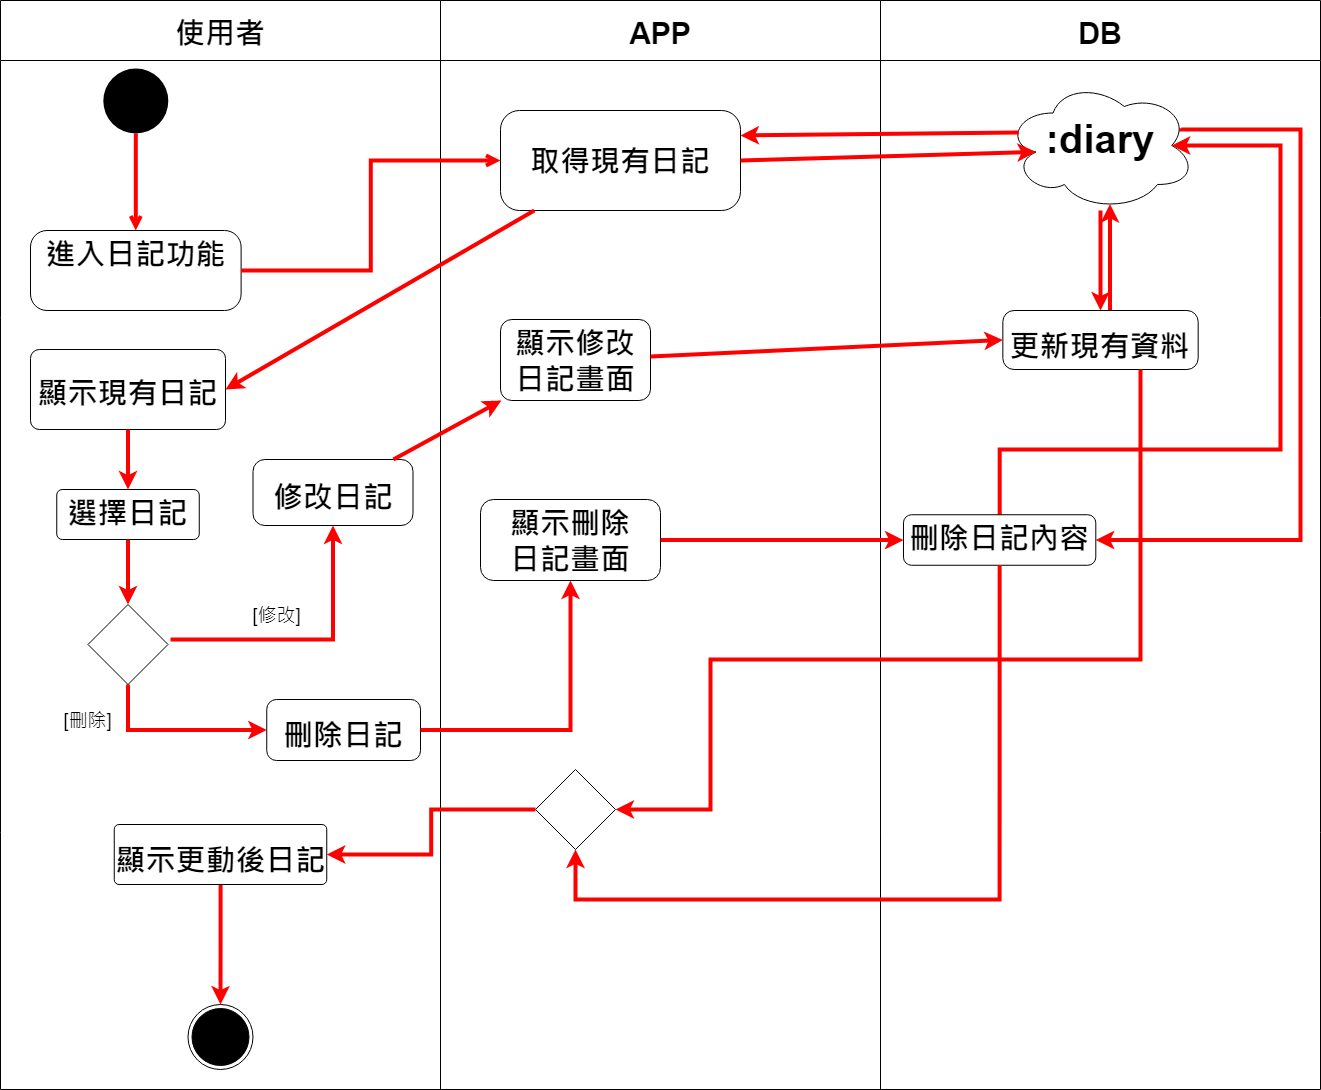 使用者
APP
DB
:diary
取得現有日記
進入日記功能
顯示修改
日記畫面
更新現有資料
顯示現有日記
修改日記
選擇日記
顯示刪除
日記畫面
刪除日記內容
[修改]
[刪除]
刪除日記
顯示更動後日記